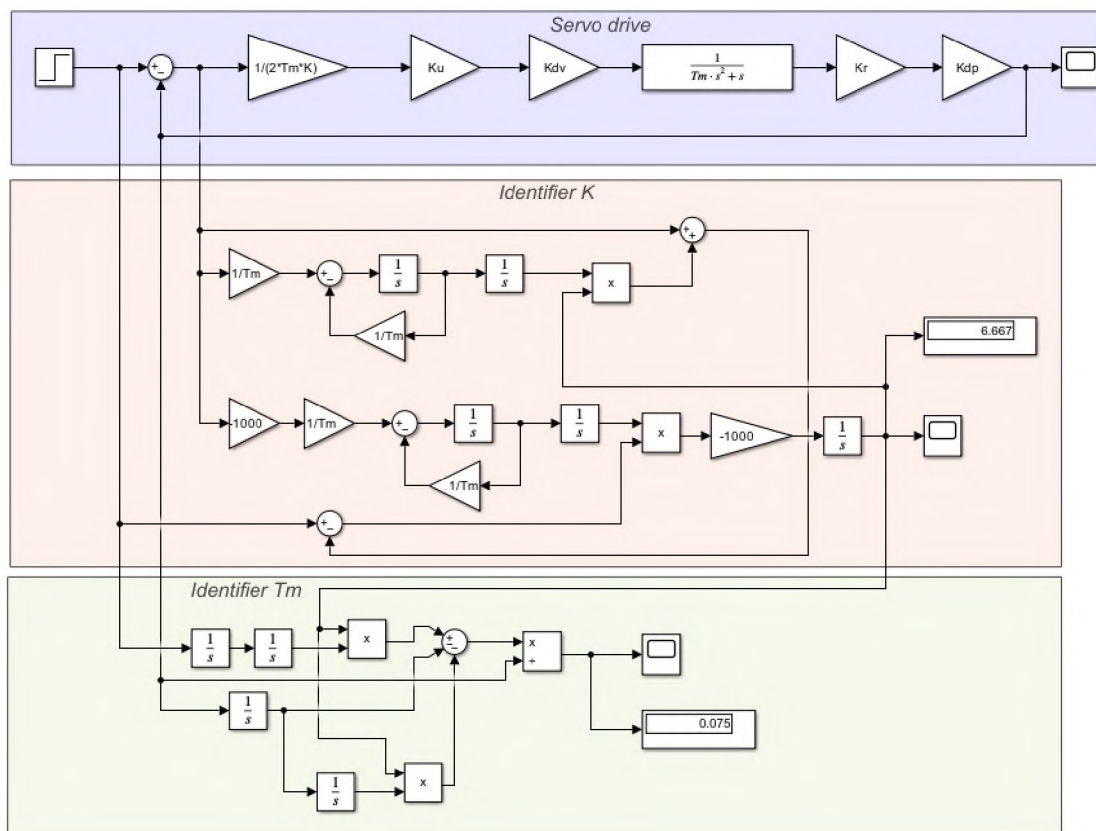 Servo drive
1/(2*Tm*K)
Ku
Kdv
1
Tm · s² + s
Kr
Kdp
+
−
Identifier K
+
+
1/Tm
+
−
1
s
1
s
x
1/Tm
6.667
-1000
1/Tm
+
−
1
s
1
s
x
-1000
1
s
1/Tm
+
−
Identifier Tm
1
s
1
s
x
+
−
−
x
÷
1
s
0.075
1
s
x